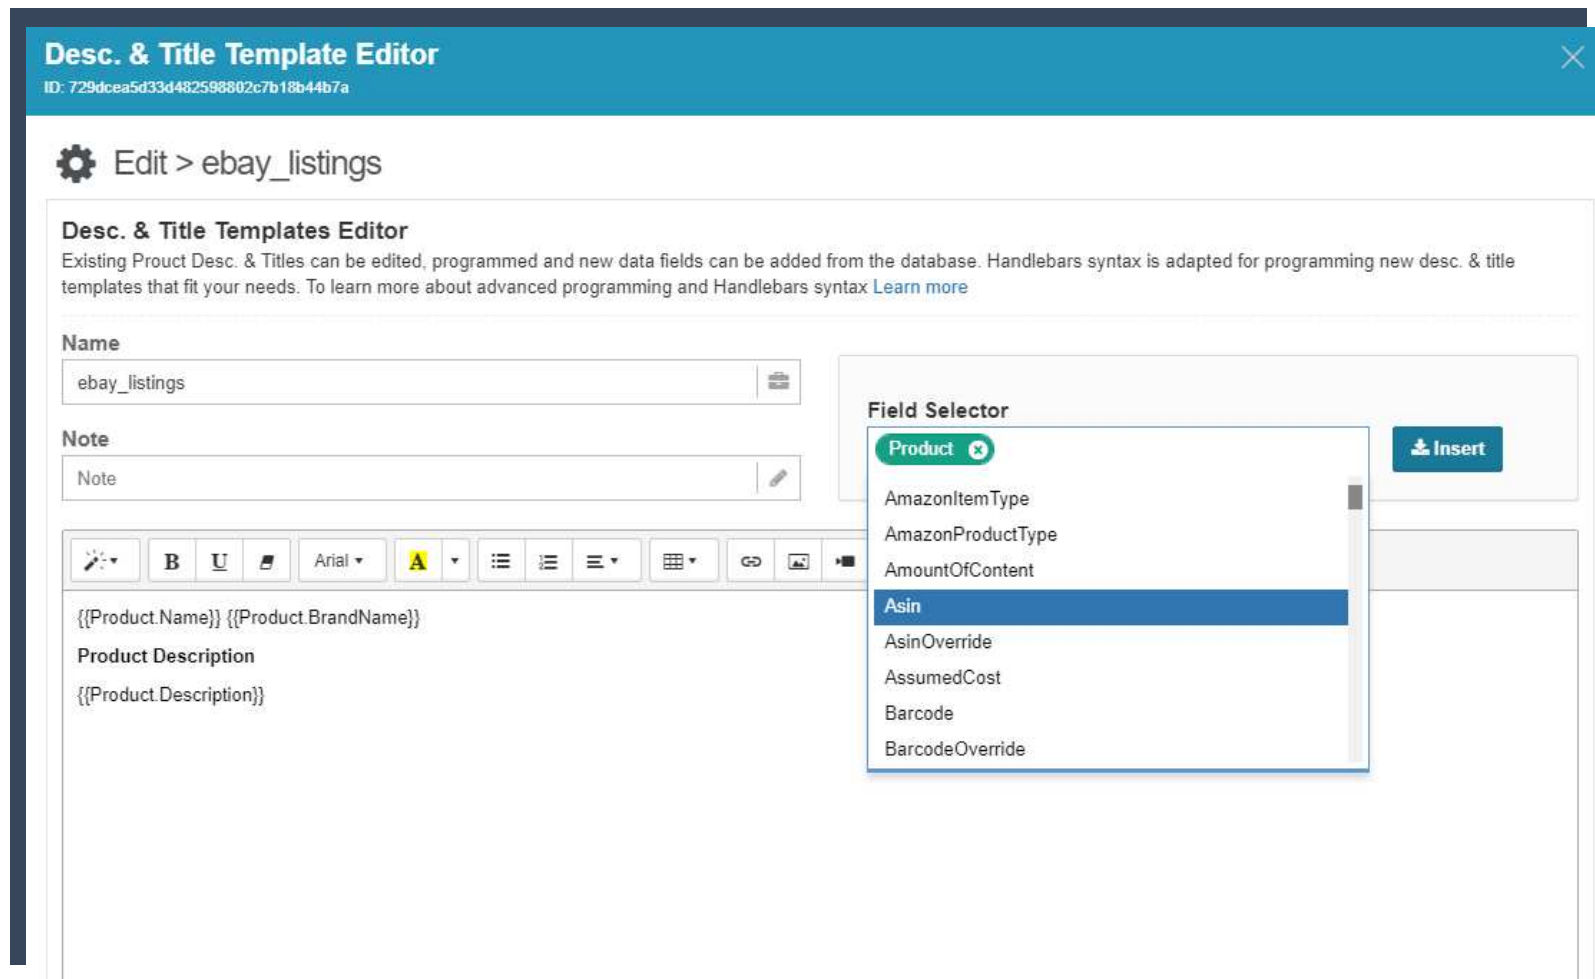 Desc. & Title Template Editor
ID: 729dcea5d33d482598802c7b18b44b7a
Edit > ebay_listings
Desc. & Title Templates Editor
Existing Prouct Desc. & Titles can be edited, programmed and new data fields can be added from the database. Handlebars syntax is adapted for programming new desc. & title
templates that fit your needs. To learn more about advanced programming and Handlebars syntax Learn more
Name
ebay_listings
Note
Note
Field Selector
Product
Insert
AmazonItemType
AmazonProductType
AmountOfContent
Asin
AsinOverride
AssumedCost
Barcode
BarcodeOverride
B U Arial A
{{Product.Name}} {{Product.BrandName}}
Product Description
{{Product.Description}}